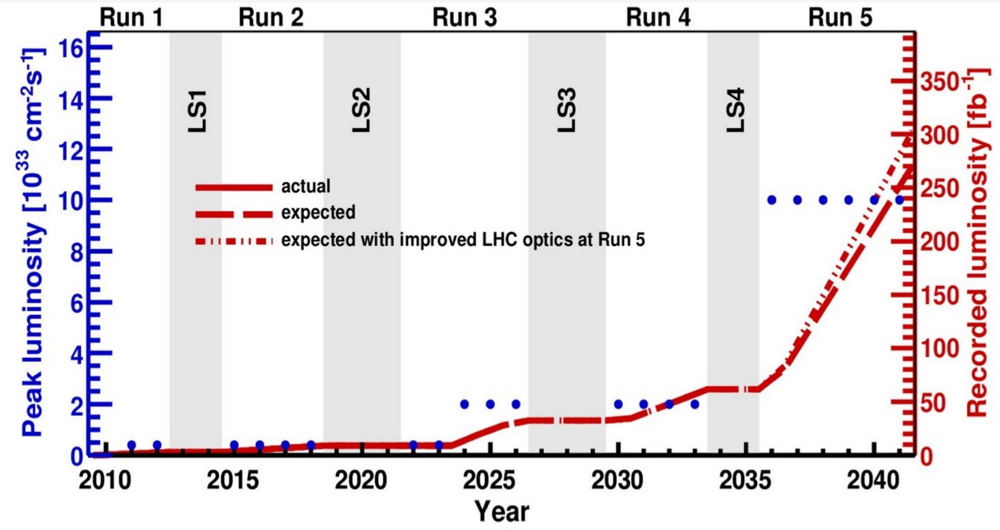 Run 1 Run 2 Run 3 Run 4 Run 5
Peak luminosity [10³³ cm⁻²s⁻¹]
16
14
12
10
8
6
4
2
0
LS1
LS2
LS3
LS4
actual
expected
expected with improved LHC optics at Run 5
350
300
250
200
150
100
50
0
Recorded luminosity [fb⁻¹]
2010 2015 2020 2025 2030 2035 2040
Year